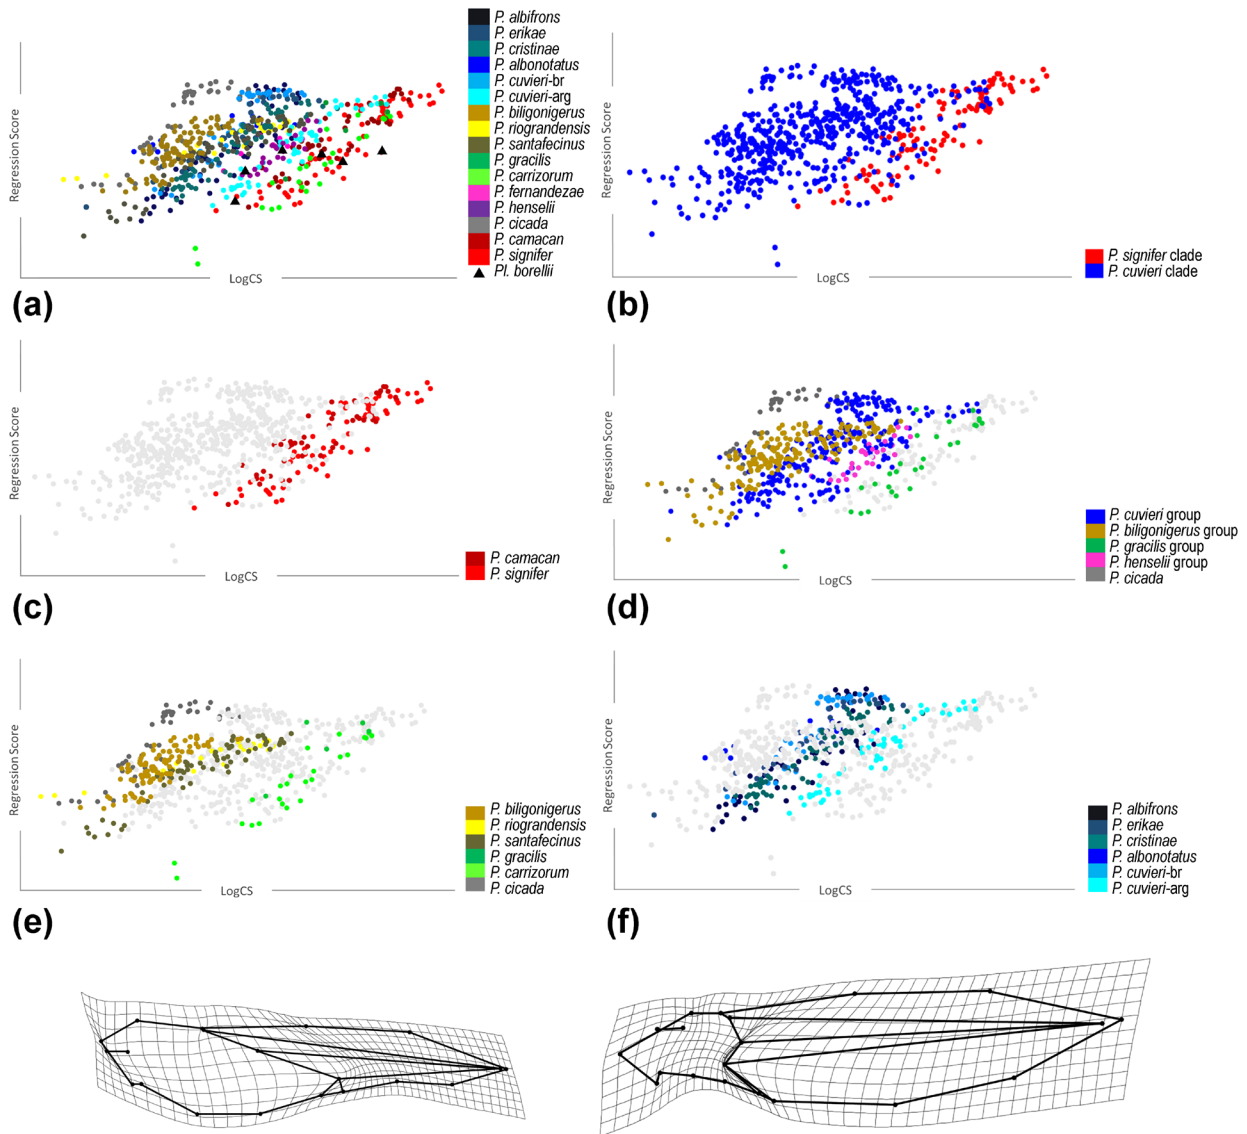 P. albifrons
P. erikae
P. cristinae
P. albonotatus
P. cuvieri-br
P. cuvieri-arg
P. biligonigerus
P. riograndensis
P. santafecinus
P. gracilis
P. carrizorum
P. fernandezae
P. henselii
P. cicada
P. camacan
P. signifer
Pl. borellii
Regression Score
LogCS
(a)
Regression Score
P. signifer clade
P. cuvieri clade
LogCS
(b)
Regression Score
P. camacan
P. signifer
LogCS
(c)
Regression Score
P. cuvieri group
P. biligonigerus group
P. gracilis group
P. henselii group
P. cicada
LogCS
(d)
Regression Score
P. biligonigerus
P. riograndensis
P. santafecinus
P. gracilis
P. carrizorum
P. cicada
LogCS
(e)
Regression Score
P. albifrons
P. erikae
P. cristinae
P. albonotatus
P. cuvieri-br
P. cuvieri-arg
LogCS
(f)